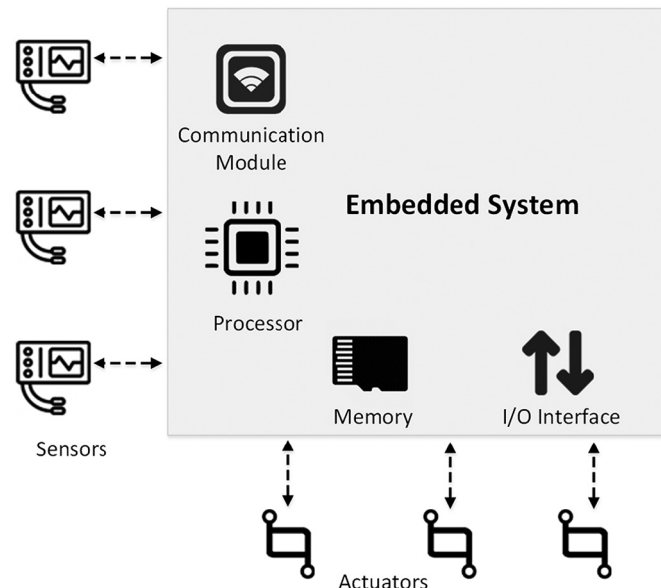 Communication
Module
Embedded System
Processor
Memory
I/O Interface
Sensors
Actuators